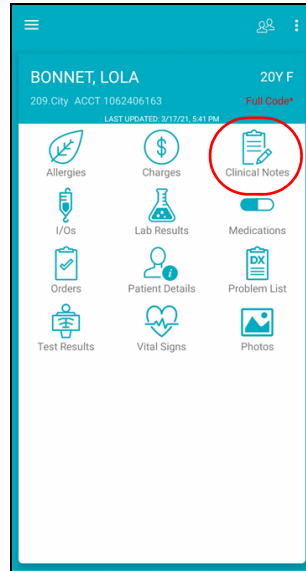 BONNET, LOLA 20Y F
209.City ACCT 1062406163 Full Code*
LAST UPDATED: 3/17/21, 5:41 PM
$
Allergies Charges Clinical Notes
I/Os Lab Results Medications
DX
i
Orders Patient Details Problem List
Test Results Vital Signs Photos